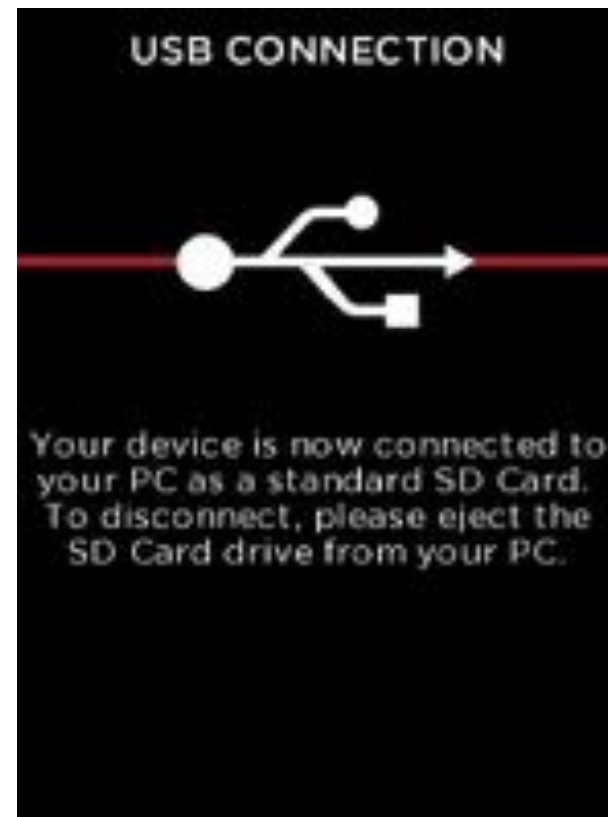 USB CONNECTION
Your device is now connected to
your PC as a standard SD Card.
To disconnect, please eject the
SD Card drive from your PC.